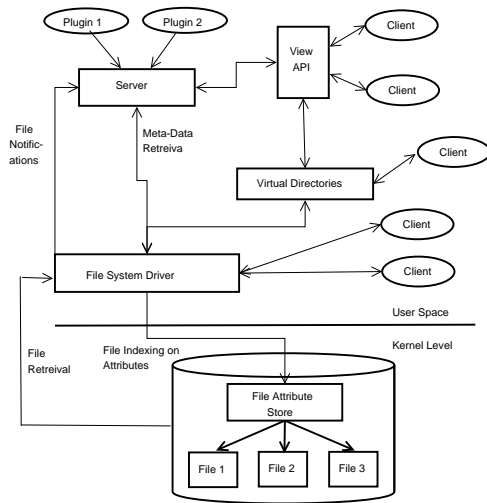 Plugin 1
Plugin 2
Client
View
API
Server
Client
File
Notific-
ations
Meta-Data
Retreiva
Client
Virtual Directories
Client
File System Driver
Client
User Space
Kernel Level
File
Retreival
File Indexing on
Attributes
File Attribute
Store
File 1
File 2
File 3